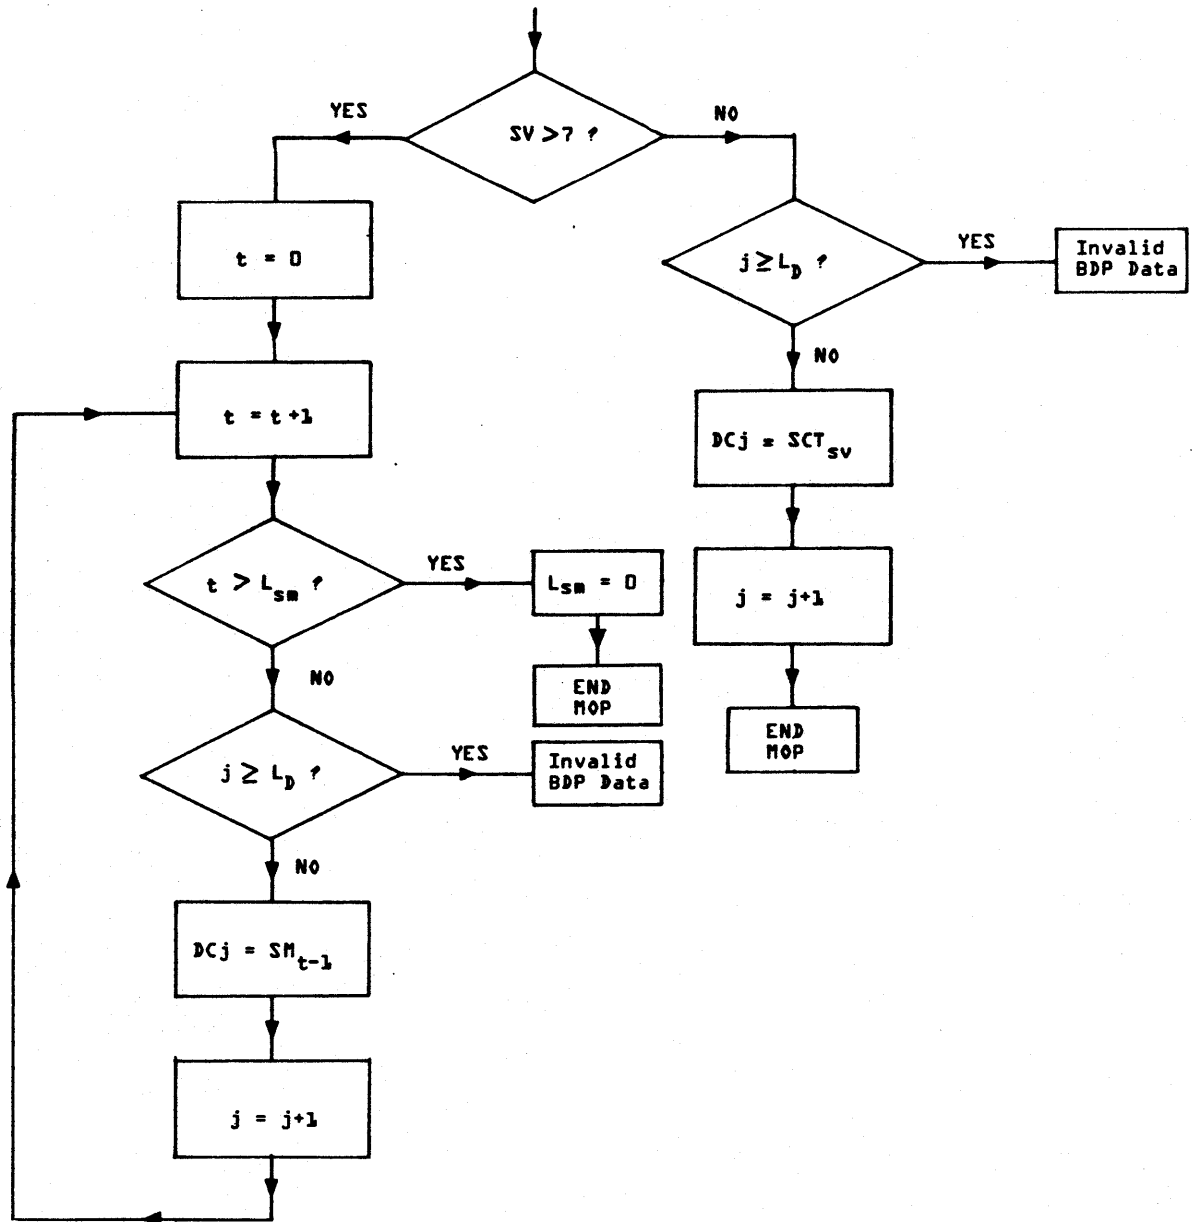 YES
SV >7 ?
NO
t = 0
j ≥ L_D ?
YES
Invalid
BDP Data
NO
t = t+1
DCj = SCT_sv
t > L_sm ?
YES
L_sm = 0
j = j+1
NO
END
MOP
END
MOP
j ≥ L_D ?
YES
Invalid
BDP Data
NO
DCj = SM_t-1
j = j+1